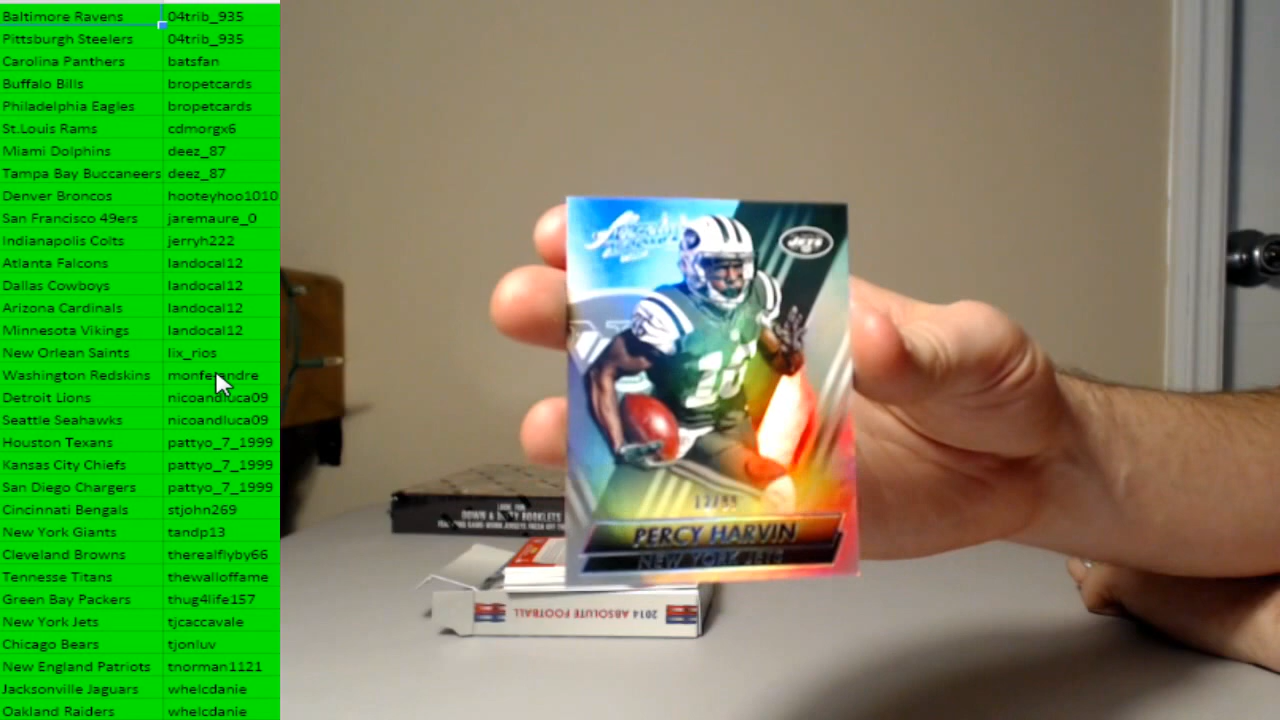 Baltimore Ravens 04trib_935
Pittsburgh Steelers 04trib_935
Carolina Panthers batsfan
Buffalo Bills bropetcards
Philadelphia Eagles bropetcards
St.Louis Rams cdmorgx6
Miami Dolphins deez_87
Tampa Bay Buccaneers deez_87
Denver Broncos hooteyhoo1010
San Francisco 49ers jaremaure_0
Indianapolis Colts jerryh222
Atlanta Falcons landocal12
Dallas Cowboys landocal12
Arizona Cardinals landocal12
Minnesota Vikings landocal12
New Orlean Saints lix_rios
Washington Redskins
Detroit Lions nicoandluca09
Seattle Seahawks nicoandluca09
Houston Texans pattyo_7_1999
Kansas City Chiefs pattyo_7_1999
San Diego Chargers pattyo_7_1999
Cincinnati Bengals stjohn269
New York Giants tandp13
Cleveland Browns therealflyby66
Tennesse Titans thewalloffame
Green Bay Packers thug4life157
New York Jets tjcaccavale
Chicago Bears tjonluv
New England Patriots tnorman1121
Jacksonville Jaguars whelcdanie
Oakland Raiders whelcdanie
JETS
10
PERCY HARVIN
NEW YORK JETS
2014 ABSOLUTE FOOTBALL